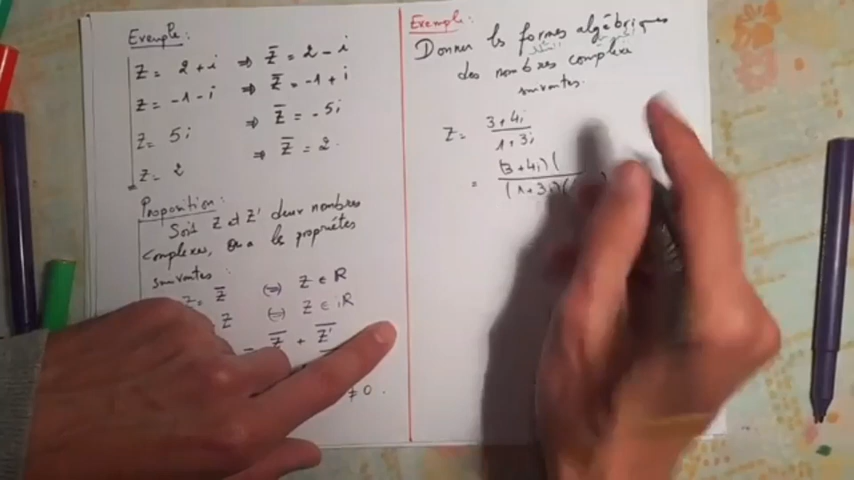 Exemple:
Z = 2+i ⇒ Z̅ = 2-i
Z = -1-i ⇒ Z̅ = -1+i
Z = 5i ⇒ Z̅ = -5i
Z = 2 ⇒ Z̅ = 2.
Proposition:
Soit Z et Z' deux nombres
complexes, on a les propriétés
suivantes:
Z = Z̅ ⇔ Z ∈ ℝ
Z ⇔ Z ∈ iℝ
= Z̅ + Z̅'
≠ 0.
Exemple:
Donner les formes algébriques
des nombres complexe
suivantes.
Z = 3+4i / 1+3i
= (3+4i)( / (1+3i)(